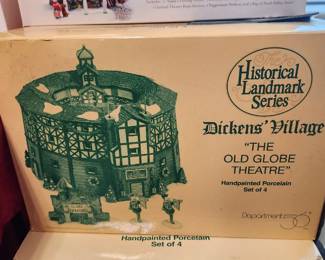 The
Historical
Landmark
Series
Dickens' Village
"THE
OLD GLOBE
THEATRE"
Handpainted Porcelain
Set of 4
Department 56
Handpainted Porcelain
Set of 4